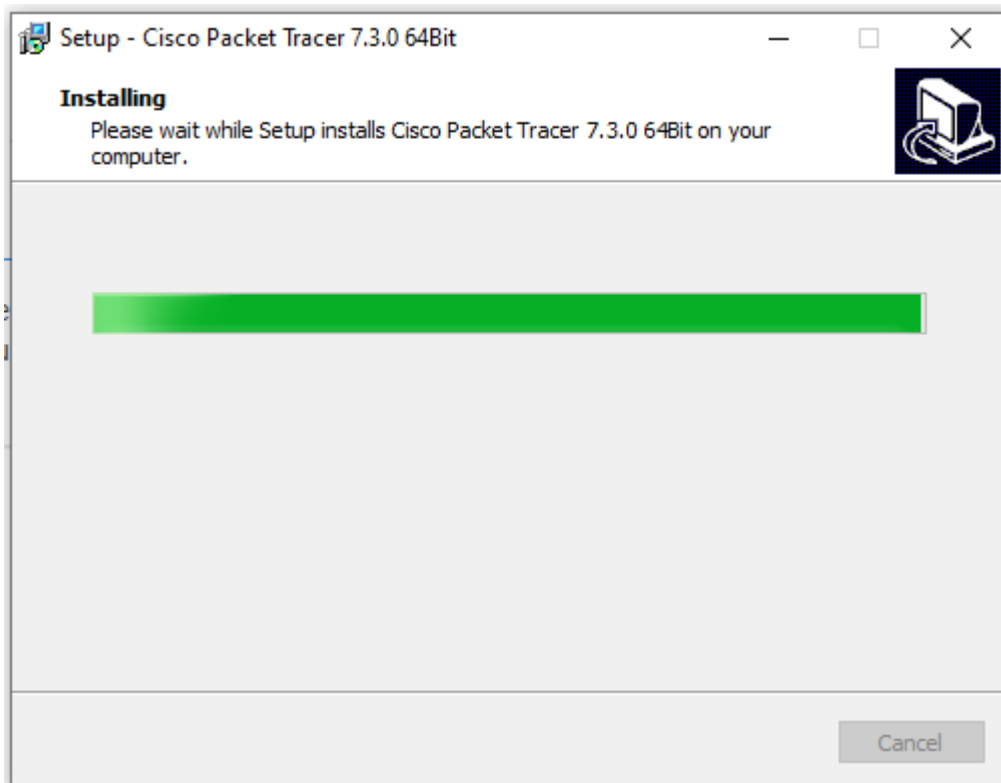 Setup - Cisco Packet Tracer 7.3.0 64Bit
Installing
Please wait while Setup installs Cisco Packet Tracer 7.3.0 64Bit on your
computer.
Cancel